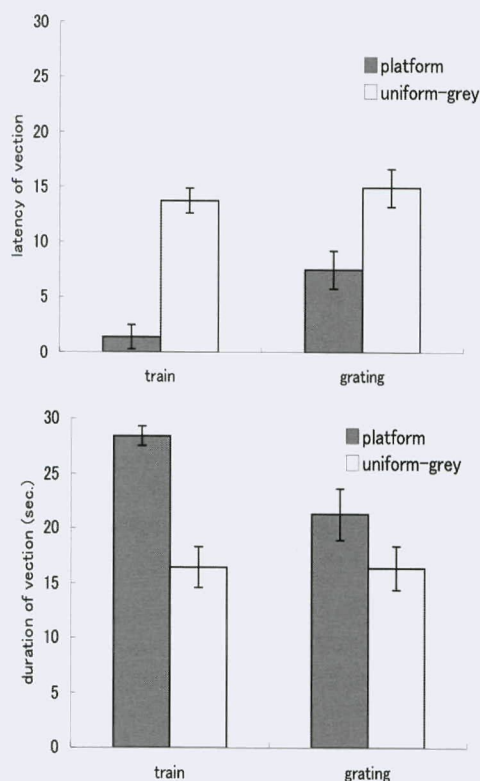 30
25
20
15
10
5
0
latency of vection
platform
uniform-grey
train
grating
30
25
20
15
10
5
0
duration of vection (sec.)
platform
uniform-grey
train
grating